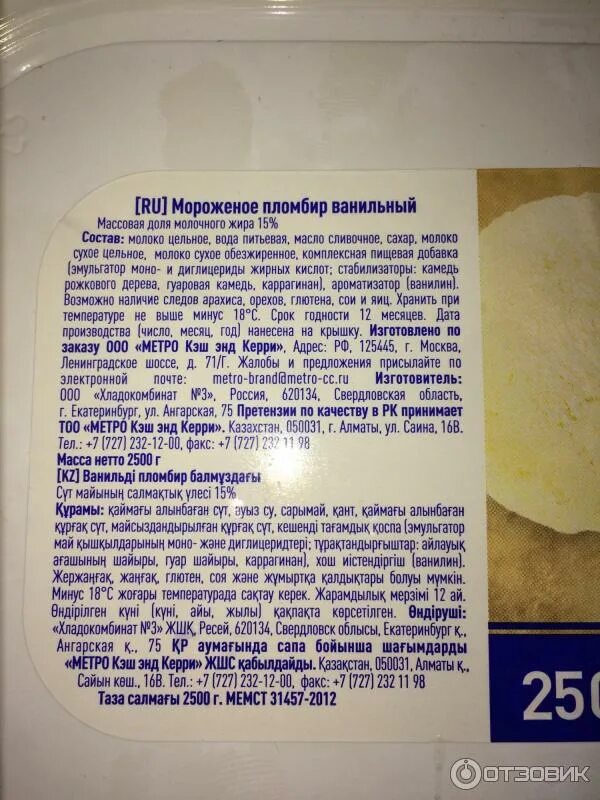 [RU] Мороженое пломбир ванильный
Массовая доля молочного жира 15%
Состав: молоко цельное, вода питьевая, масло сливочное, сахар, молоко
сухое цельное, молоко сухое обезжиренное, комплексная пищевая добавка
(эмульгатор моно- и диглицериды жирных кислот; стабилизаторы: камедь
рожкового дерева, гуаровая камедь, каррагинан), ароматизатор (ванилин).
Возможно наличие следов арахиса, орехов, глютена, сои и яиц. Хранить при
температуре не выше минус 18°С. Срок годности 12 месяцев. Дата
производства (число, месяц, год) нанесена на крышку. Изготовлено по
заказу ООО «МЕТРО Кэш энд Керри», Адрес: РФ, 125445, г. Москва,
Ленинградское шоссе, д. 71/Г. Жалобы и предложения присылайте по
электронной почте: metro-brand@metro-cc.ru Изготовитель:
ООО «Хладокомбинат №3», Россия, 620134, Свердловская область,
г. Екатеринбург, ул. Ангарская, 75 Претензии по качеству в РК принимает
ТОО «МЕТРО Кэш энд Керри». Казахстан, 050031, г. Алматы, ул. Саина, 16В.
Тел.: +7 (727) 232-12-00, факс: +7 (727) 232 11 98
Масса нетто 2500 г
[KZ] Ванильді пломбир балмұздағы
Сүт майының салмақтық үлесі 15%
Құрамы: қаймағы алынбаған сүт, ауыз су, сарымай, қант, қаймағы алынбаған
құрғақ сүт, майсыздандырылған құрғақ сүт, кешенді тағамдық қоспа (эмульгатор
май қышқылдарының моно- және диглицеридтері; тұрақтандырғыштар: айлауық
ағашының шайыры, гуар шайыры, каррагинан), хош иістендіргіш (ванилин).
Жержаңғақ, жаңғақ, глютен, соя және жұмыртқа қалдықтары болуы мүмкін.
Минус 18°С жоғары температурада сақтау керек. Жарамдылық мерзімі 12 ай.
Өндірілген күні (күні, айы, жылы) қақпақта көрсетілген. Өндіруші:
«Хладокомбинат №3» ЖШҚ, Ресей, 620134, Свердловск облысы, Екатеринбург қ.,
Ангарская к., 75 ҚР аумағында сапа бойынша шағымдарды
«МЕТРО Кэш энд Керри» ЖШС қабылдайды. Қазақстан, 050031, Алматы қ.,
Сайын көш., 16В. Тел.: +7 (727) 232-12-00, факс: +7 (727) 232 11 98
Таза салмағы 2500 г. МЕМСТ 31457-2012
250
ОТЗОВИК